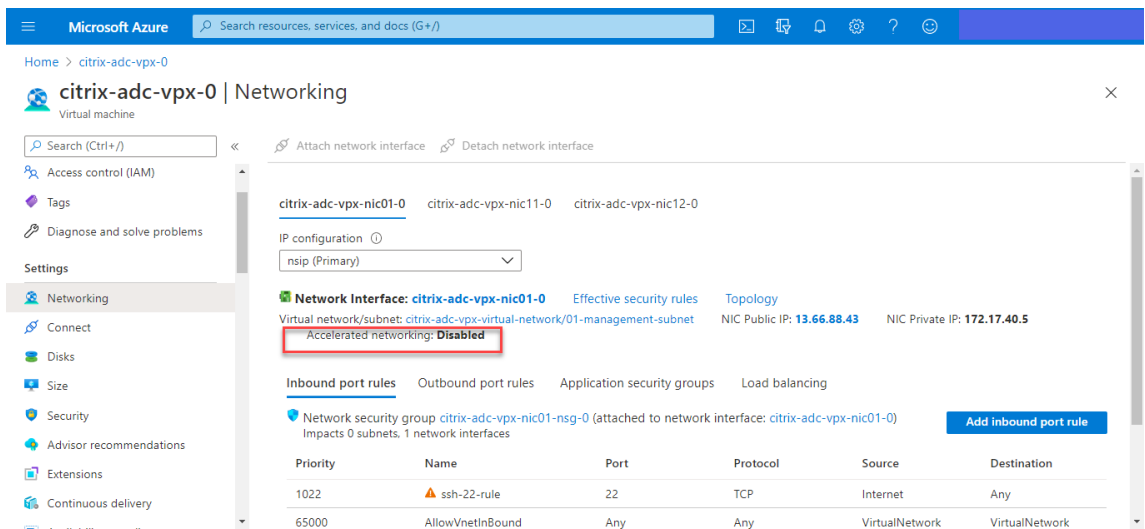 Microsoft Azure
Search resources, services, and docs (G+/)
Home > citrix-adc-vpx-0
citrix-adc-vpx-0 | Networking
Virtual machine
Search (Ctrl+/)
«
Attach network interface
Detach network interface
Access control (IAM)
Tags
Diagnose and solve problems
Settings
Networking
Connect
Disks
Size
Security
Advisor recommendations
Extensions
Continuous delivery
citrix-adc-vpx-nic01-0 citrix-adc-vpx-nic11-0 citrix-adc-vpx-nic12-0
IP configuration
nsip (Primary)
Network Interface: citrix-adc-vpx-nic01-0 Effective security rules Topology
Virtual network/subnet: citrix-adc-vpx-virtual-network/01-management-subnet NIC Public IP: 13.66.88.43 NIC Private IP: 172.17.40.5
Accelerated networking: Disabled
Inbound port rules Outbound port rules Application security groups Load balancing
Network security group citrix-adc-vpx-nic01-nsg-0 (attached to network interface: citrix-adc-vpx-nic01-0)
Impacts 0 subnets, 1 network interfaces
Add inbound port rule
Priority Name Port Protocol Source Destination
1022 ssh-22-rule 22 TCP Internet Any
65000 AllowVnetInBound Any Any VirtualNetwork VirtualNetwork